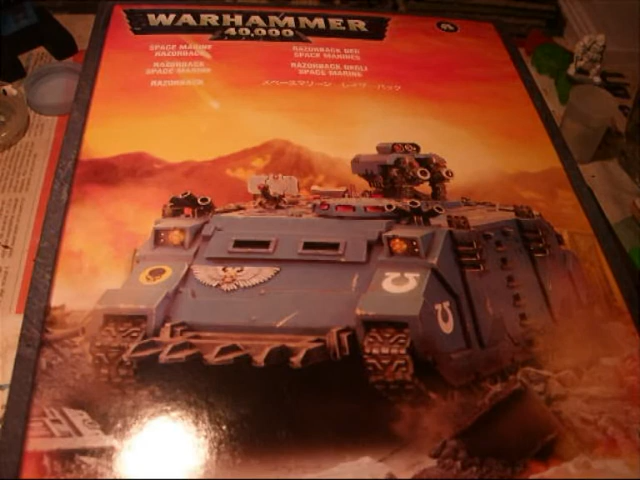 WARHAMMER
40,000
SPACE MARINE
RAZORBACK
RAZORBACK DES
SPACE MARINES
RAZORBACK
SPACE MARINE
RAZORBACK DEGLI
SPACE MARINE
RAZORBACK
スペースマリーン レイザーバック